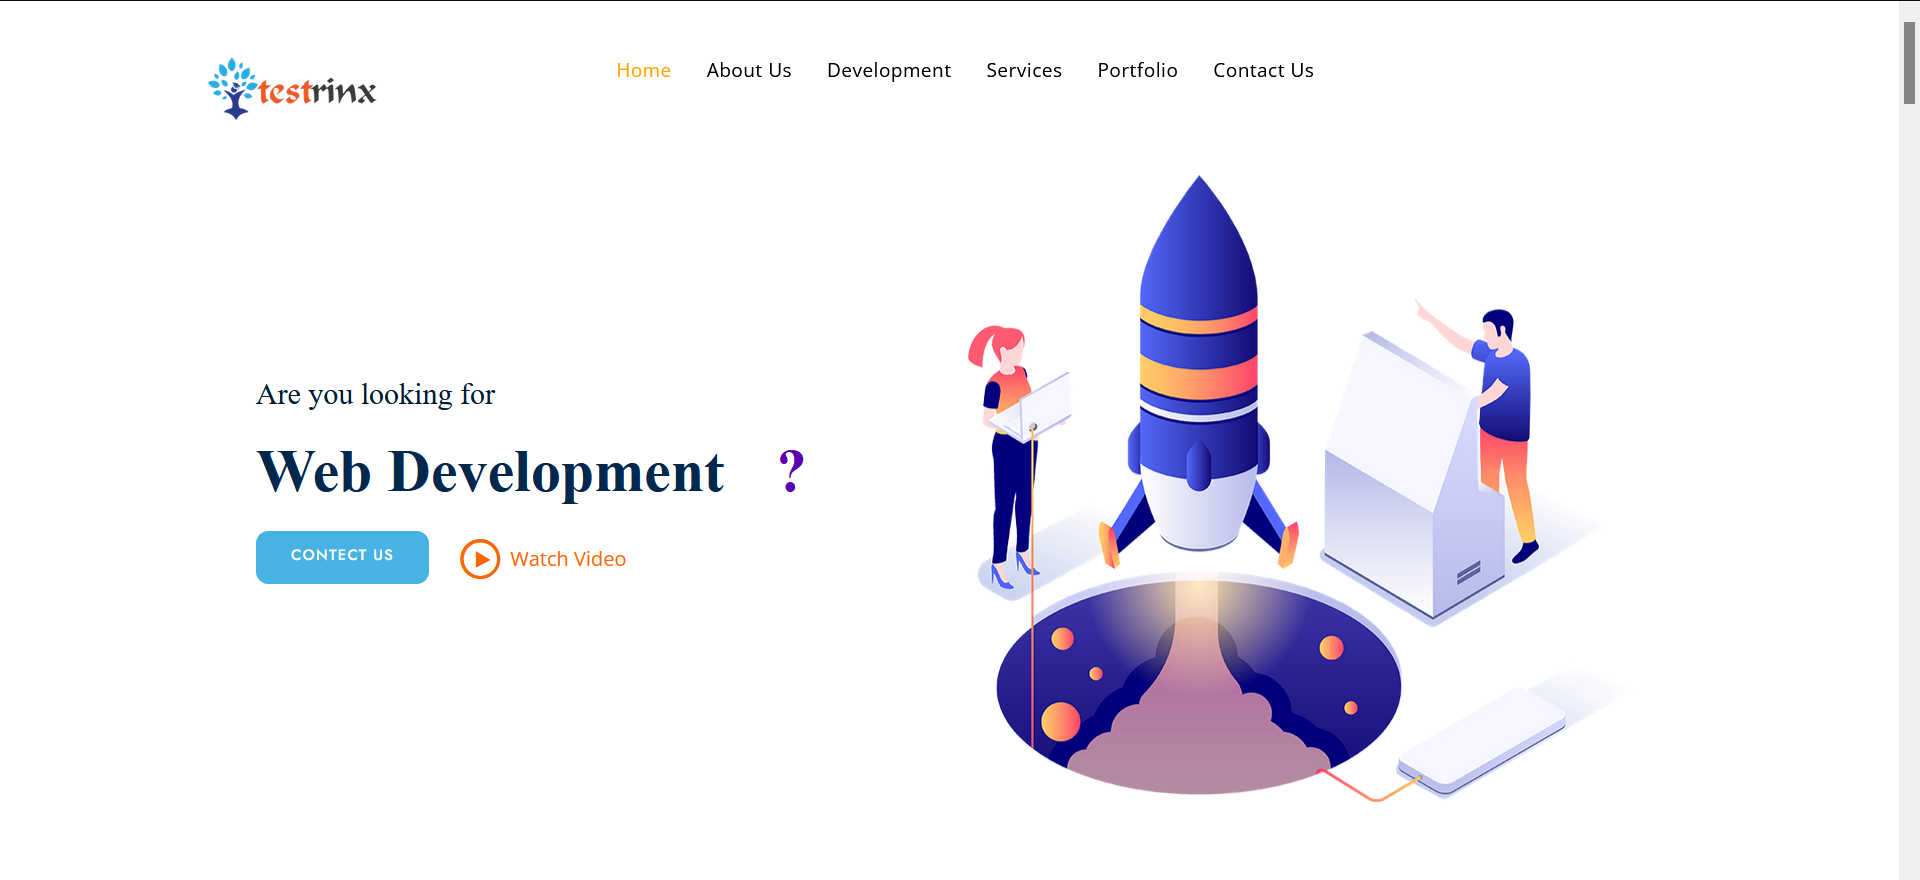 testrinx
Home About Us Development Services Portfolio Contact Us
Are you looking for
Web Development ?
CONTECT US Watch Video